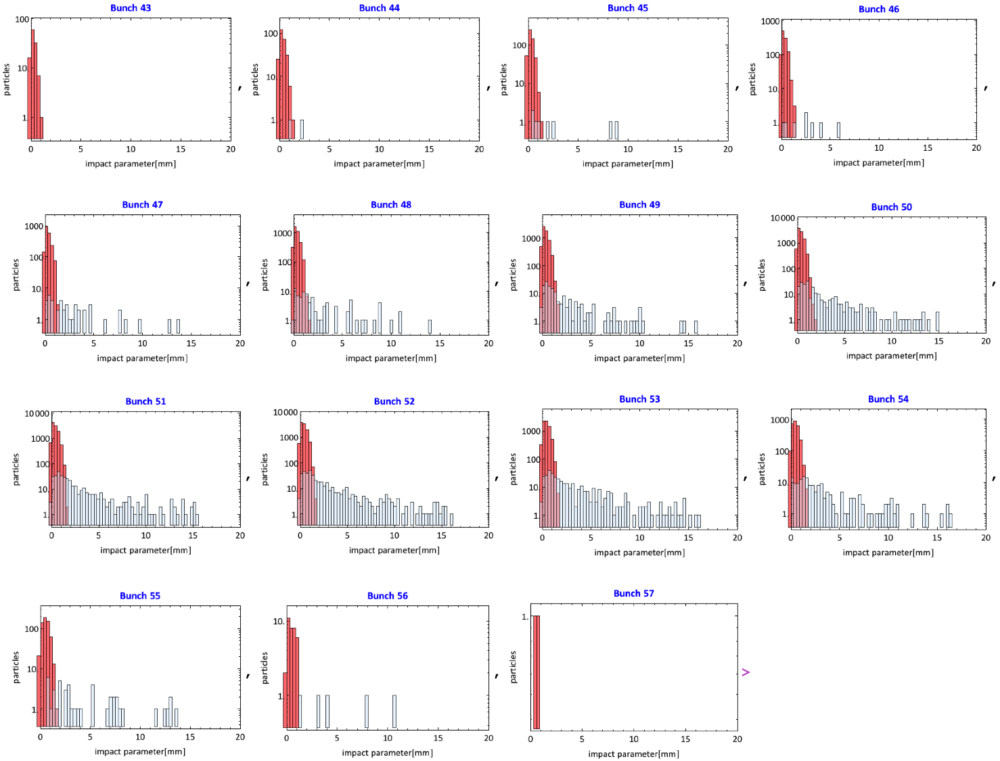 Bunch 43 Bunch 44 Bunch 45 Bunch 46
100 100 100 1000
10. 10. 10. 100
1. 1. 1. 10.
1.
particles particles particles particles
0 5 10 15 20 0 5 10 15 20 0 5 10 15 20 0 5 10 15 20
impact parameter[mm] impact parameter[mm] impact parameter[mm] impact parameter[mm]
, , , ,
Bunch 47 Bunch 48 Bunch 49 Bunch 50
1000 1000 1000 10 000
100 100 100 1000
10. 10. 10. 100
1. 1. 1. 10.
1.
particles particles particles particles
0 5 10 15 20 0 5 10 15 20 0 5 10 15 20 0 5 10 15 20
impact parameter[mm] impact parameter[mm] impact parameter[mm] impact parameter[mm]
, , , ,
Bunch 51 Bunch 52 Bunch 53 Bunch 54
10 000 10 000 1000 1000
1000 1000 100 100
100 100 10. 10.
10. 10. 1. 1.
1. 1.
particles particles particles particles
0 5 10 15 20 0 5 10 15 20 0 5 10 15 20 0 5 10 15 20
impact parameter[mm] impact parameter[mm] impact parameter[mm] impact parameter[mm]
, , , ,
Bunch 55 Bunch 56 Bunch 57
100 10. 1.
10. 1.
1.
particles particles particles
0 5 10 15 20 0 5 10 15 20 0 5 10 15 20
impact parameter[mm] impact parameter[mm] impact parameter[mm]
, , >